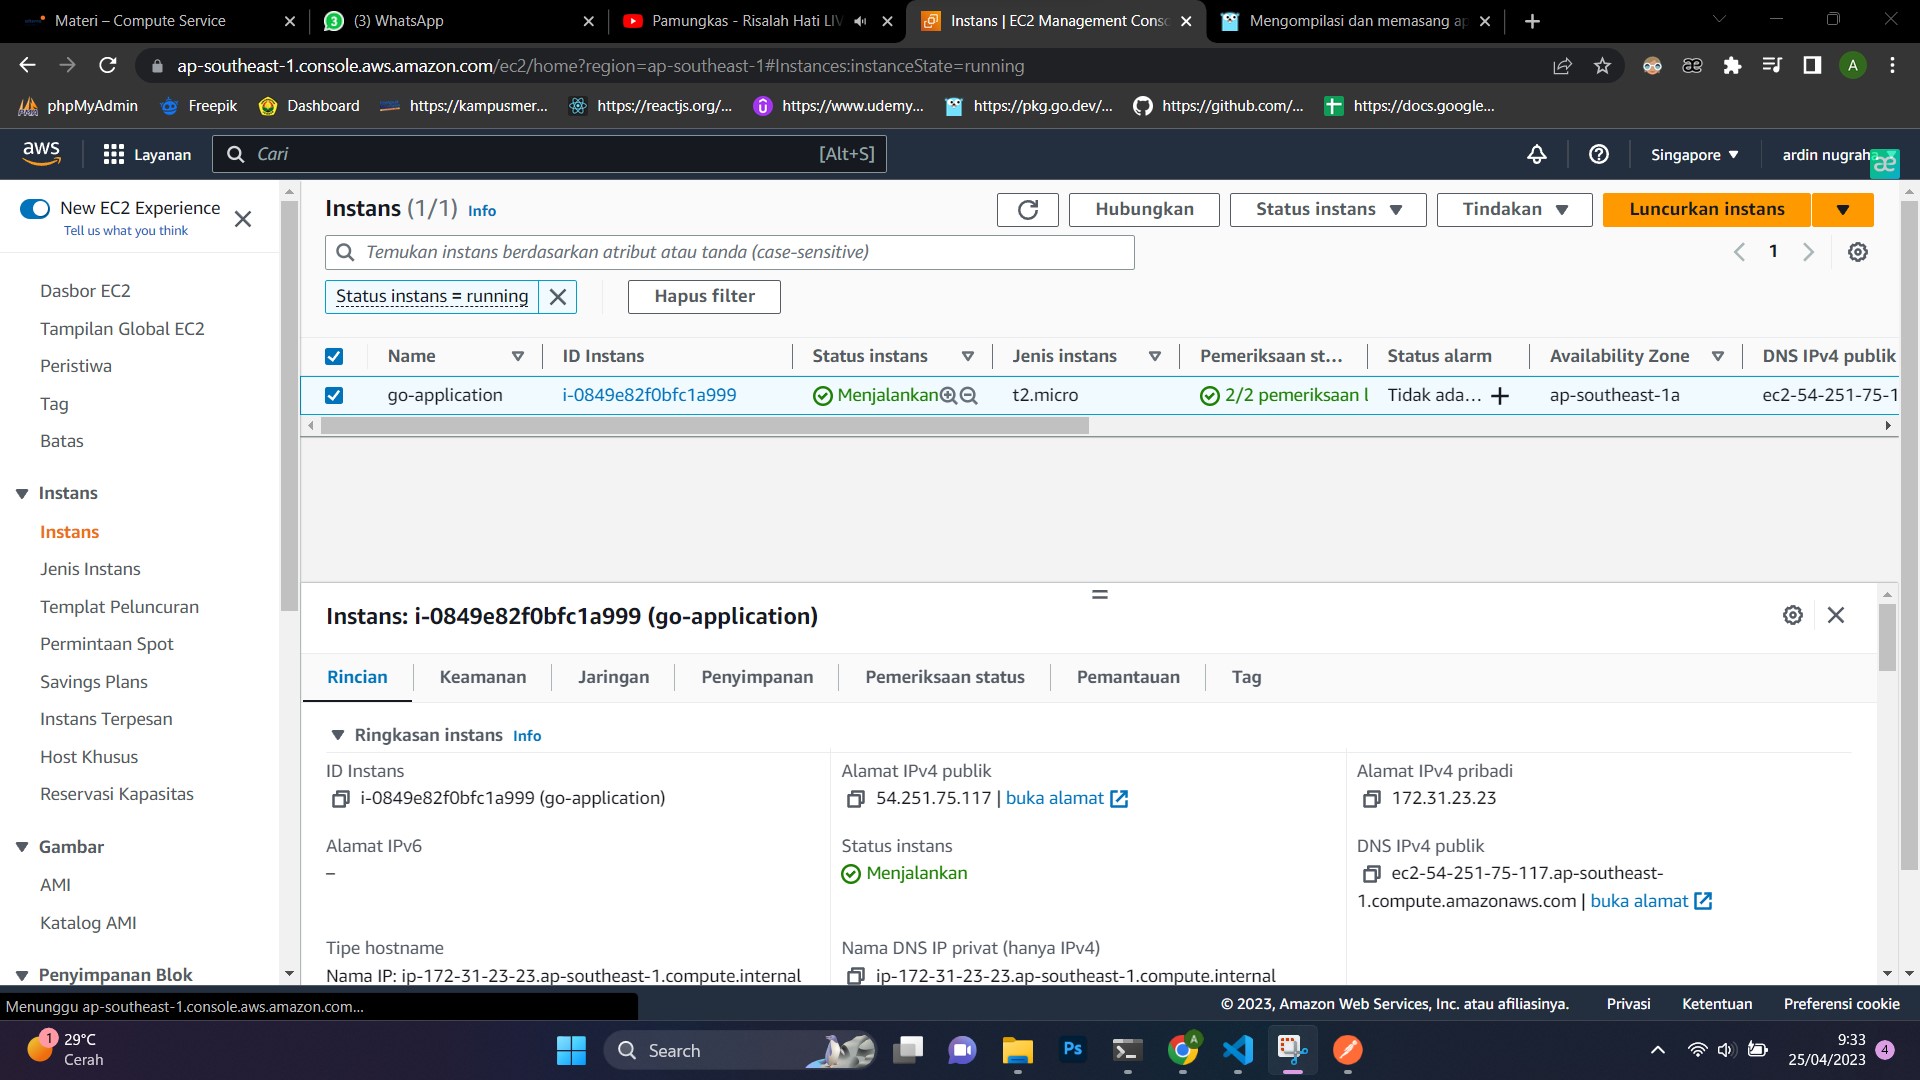 Materi – Compute Service
(3) WhatsApp
Pamungkas - Risalah Hati LIV
Instans | EC2 Management Conso
Mengompilasi dan memasang ap
ap-southeast-1.console.aws.amazon.com/ec2/home?region=ap-southeast-1#Instances:instanceState=running
A
phpMyAdmin
Freepik
Dashboard
https://kampusmer...
https://reactjs.org/...
https://www.udemy...
https://pkg.go.dev/...
https://github.com/...
https://docs.google...
aws
Layanan
Cari
[Alt+S]
Singapore
ardin nugraha
New EC2 Experience
Tell us what you think
Dasbor EC2
Tampilan Global EC2
Peristiwa
Tag
Batas
Instans
Instans
Jenis Instans
Templat Peluncuran
Permintaan Spot
Savings Plans
Instans Terpesan
Host Khusus
Reservasi Kapasitas
Gambar
AMI
Katalog AMI
Penyimpanan Blok
Instans (1/1) Info
Hubungkan
Status instans
Tindakan
Luncurkan instans
Temukan instans berdasarkan atribut atau tanda (case-sensitive)
1
Status instans = running
Hapus filter
Name
ID Instans
Status instans
Jenis instans
Pemeriksaan st...
Status alarm
Availability Zone
DNS IPv4 publik
go-application
i-0849e82f0bfc1a999
Menjalankan
t2.micro
2/2 pemeriksaan l
Tidak ada...
ap-southeast-1a
ec2-54-251-75-1
Instans: i-0849e82f0bfc1a999 (go-application)
Rincian
Keamanan
Jaringan
Penyimpanan
Pemeriksaan status
Pemantauan
Tag
Ringkasan instans Info
ID Instans
i-0849e82f0bfc1a999 (go-application)
Alamat IPv4 publik
54.251.75.117 | buka alamat
Alamat IPv4 pribadi
172.31.23.23
Alamat IPv6
–
Status instans
Menjalankan
DNS IPv4 publik
ec2-54-251-75-117.ap-southeast-
1.compute.amazonaws.com | buka alamat
Tipe hostname
Nama IP: ip-172-31-23-23.ap-southeast-1.compute.internal
Nama DNS IP privat (hanya IPv4)
ip-172-31-23-23.ap-southeast-1.compute.internal
Menunggu ap-southeast-1.console.aws.amazon.com...
© 2023, Amazon Web Services, Inc. atau afiliasinya.
Privasi
Ketentuan
Preferensi cookie
1
29°C
Cerah
Search
Ps
A
9:33
25/04/2023
4